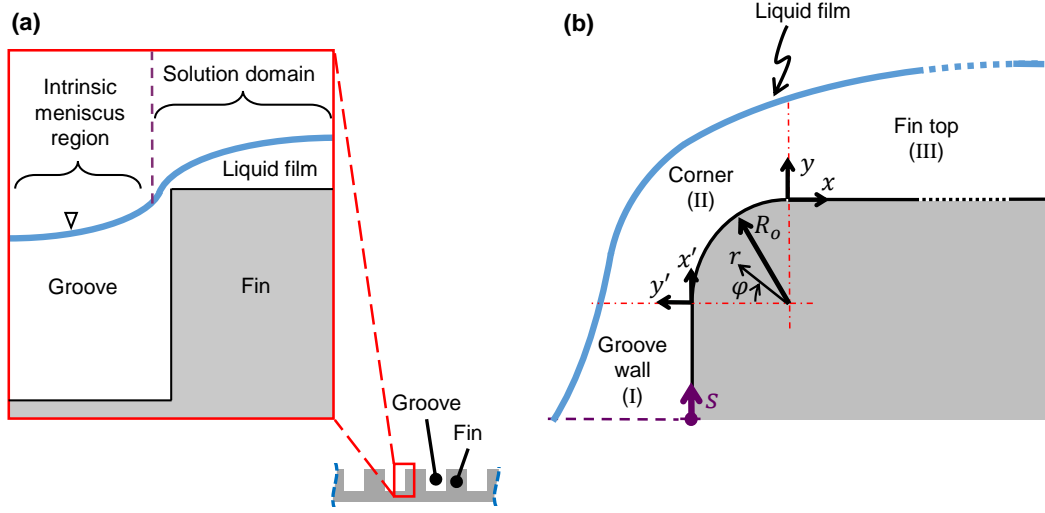 (a)
Solution domain
Intrinsic
meniscus
region
Liquid film
Groove
Fin
Groove
Fin
(b)
Liquid film
Fin top
(III)
Corner
(II)
y
x
R_o
x′
r
y′
φ
Groove
wall
(I)
S